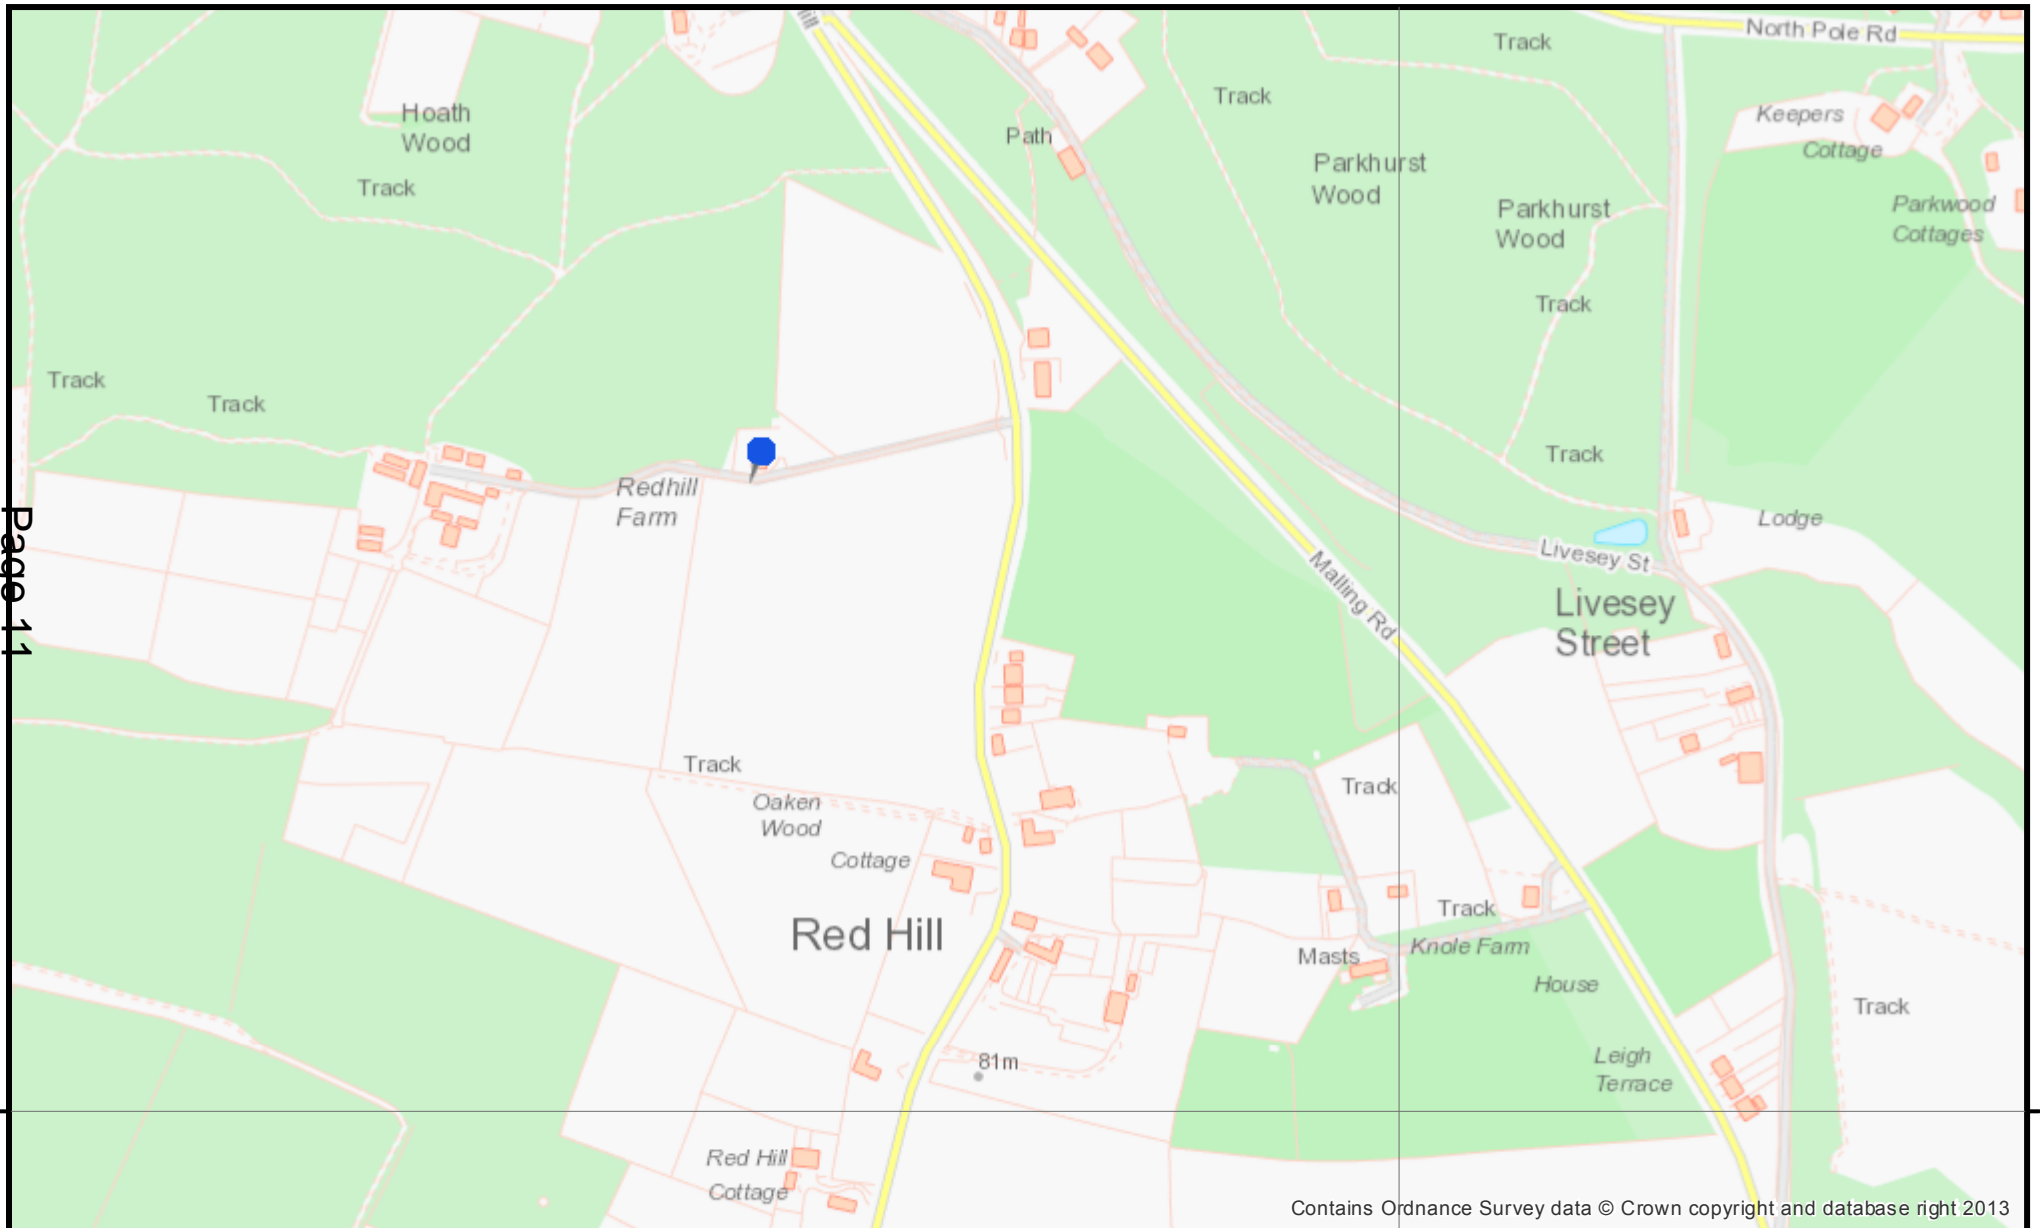 North Pole Rd
Track
Track
Hoath
Wood
Keepers
Cottage
Path
Parkhurst
Wood
Track
Parkhurst
Wood
Parkwood
Cottages
Track
Track
Track
Track
Redhill
Farm
Lodge
Page 11
Livesey St
Malling Rd
Livesey
Street
Track
Track
Oaken
Wood
Cottage
Red Hill
Track
Knole Farm
House
Masts
Track
81m
Leigh
Terrace
Red Hill
Cottage
Contains Ordnance Survey data © Crown copyright and database right 2013